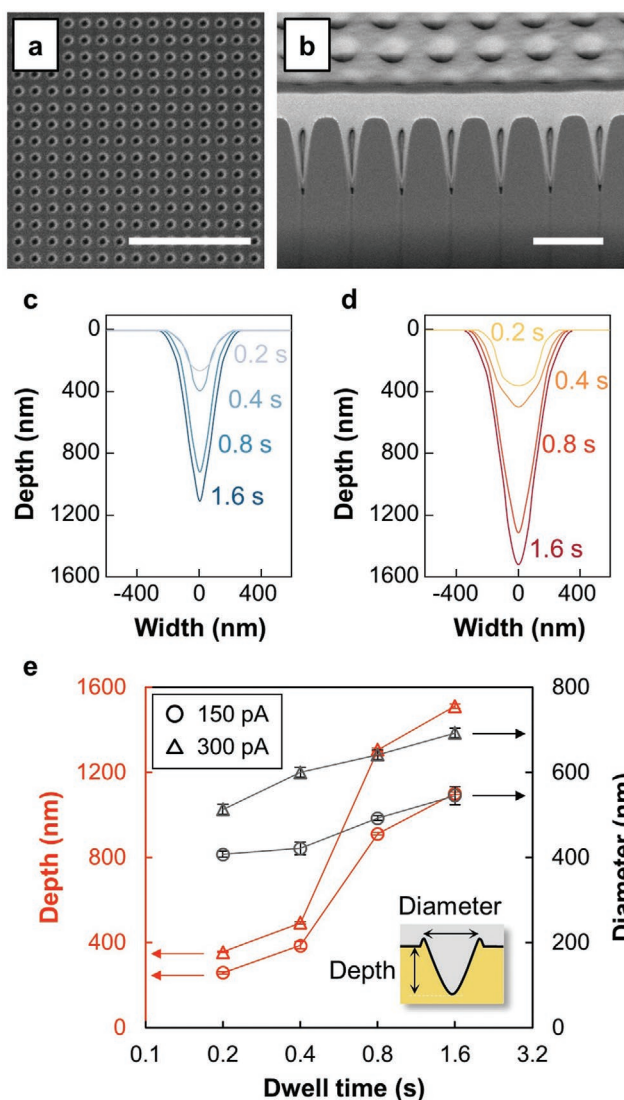 a
b
c
d
0
400
800
1200
1600
Depth (nm)
0.2 s
0.4 s
0.8 s
1.6 s
-400 0 400
Width (nm)
0
400
800
1200
1600
Depth (nm)
0.2 s
0.4 s
0.8 s
1.6 s
-400 0 400
Width (nm)
e
1600
1200
800
400
0
Depth (nm)
150 pA
300 pA
800
600
400
200
0
Diameter (nm)
Diameter
Depth
0.1 0.2 0.4 0.8 1.6 3.2
Dwell time (s)